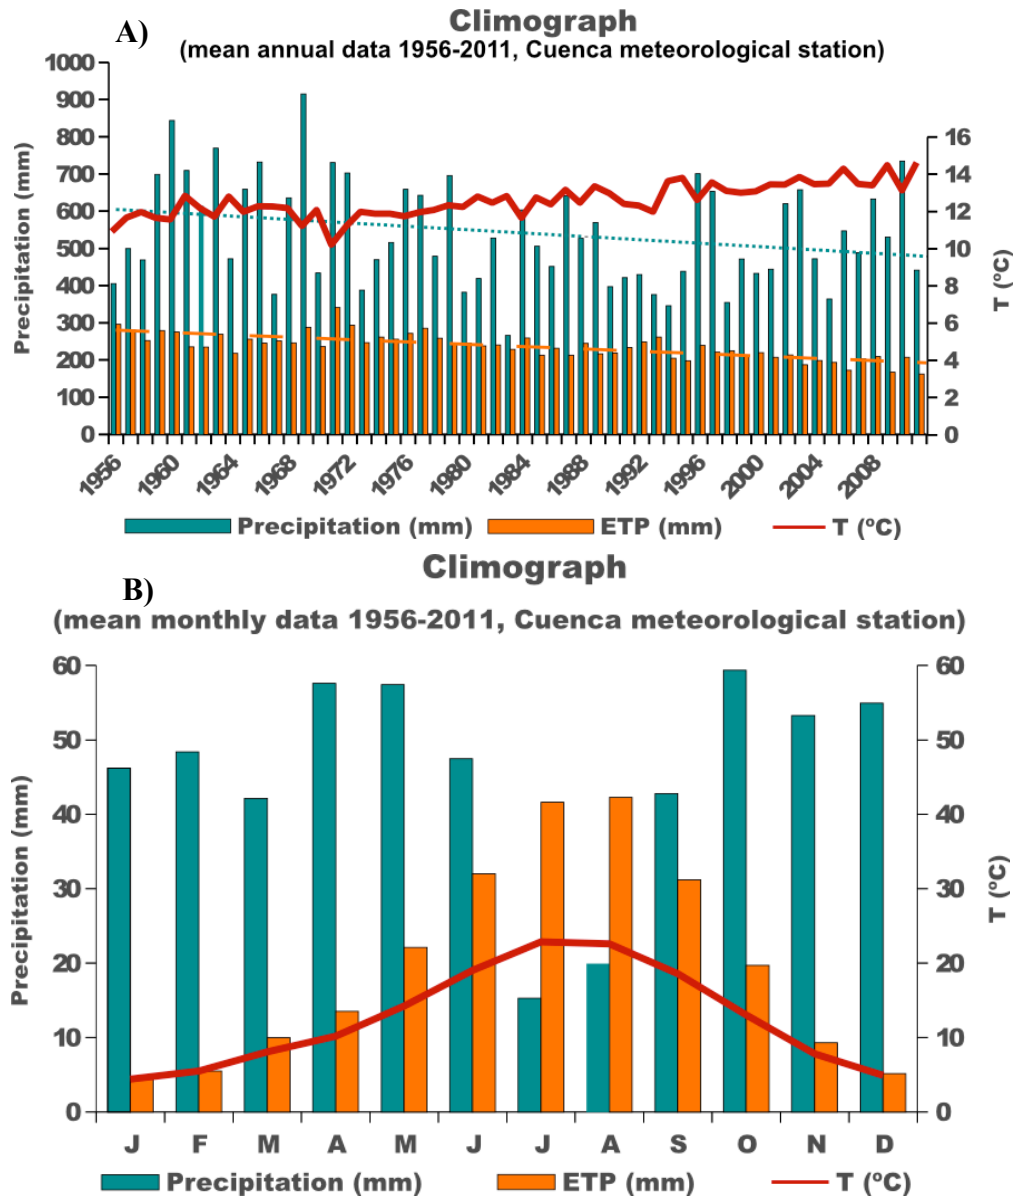 A)
Climograph
(mean annual data 1956-2011, Cuenca meteorological station)
Precipitation (mm)
1000
900
800
700
600
500
400
300
200
100
0
16
14
12
10
8
6
4
2
0
T (ºC)
1956 1960 1964 1968 1972 1976 1980 1984 1988 1992 1996 2000 2004 2008
Precipitation (mm) ETP (mm) T (ºC)
Climograph
B)
(mean monthly data 1956-2011, Cuenca meteorological station)
Precipitation (mm)
60
50
40
30
20
10
0
60
50
40
30
20
10
0
T (ºC)
J F M A M J J A S O N D
Precipitation (mm) ETP (mm) T (ºC)